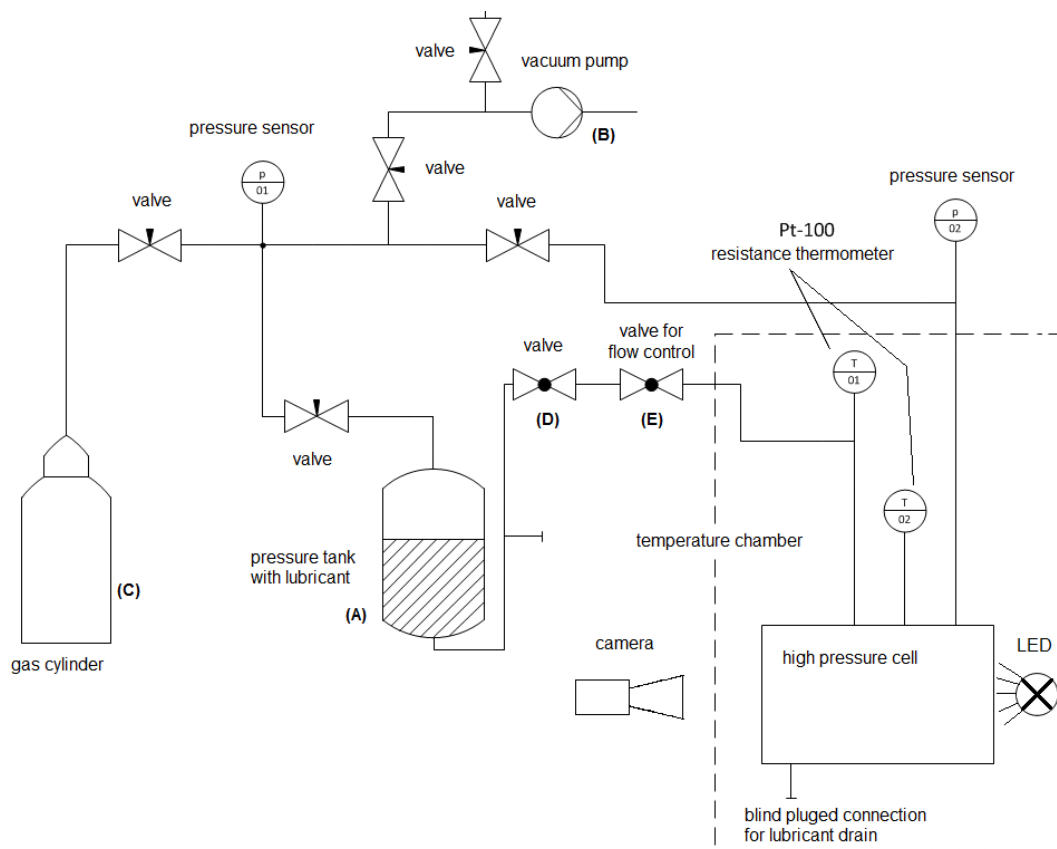 valve
vacuum pump
(B)
pressure sensor
p
01
valve
valve
valve
pressure sensor
p
02
Pt-100
resistance thermometer
valve
valve for
flow control
T
01
(D)
(E)
valve
T
02
pressure tank
with lubricant
(A)
temperature chamber
(C)
gas cylinder
camera
high pressure cell
LED
blind pluged connection
for lubricant drain